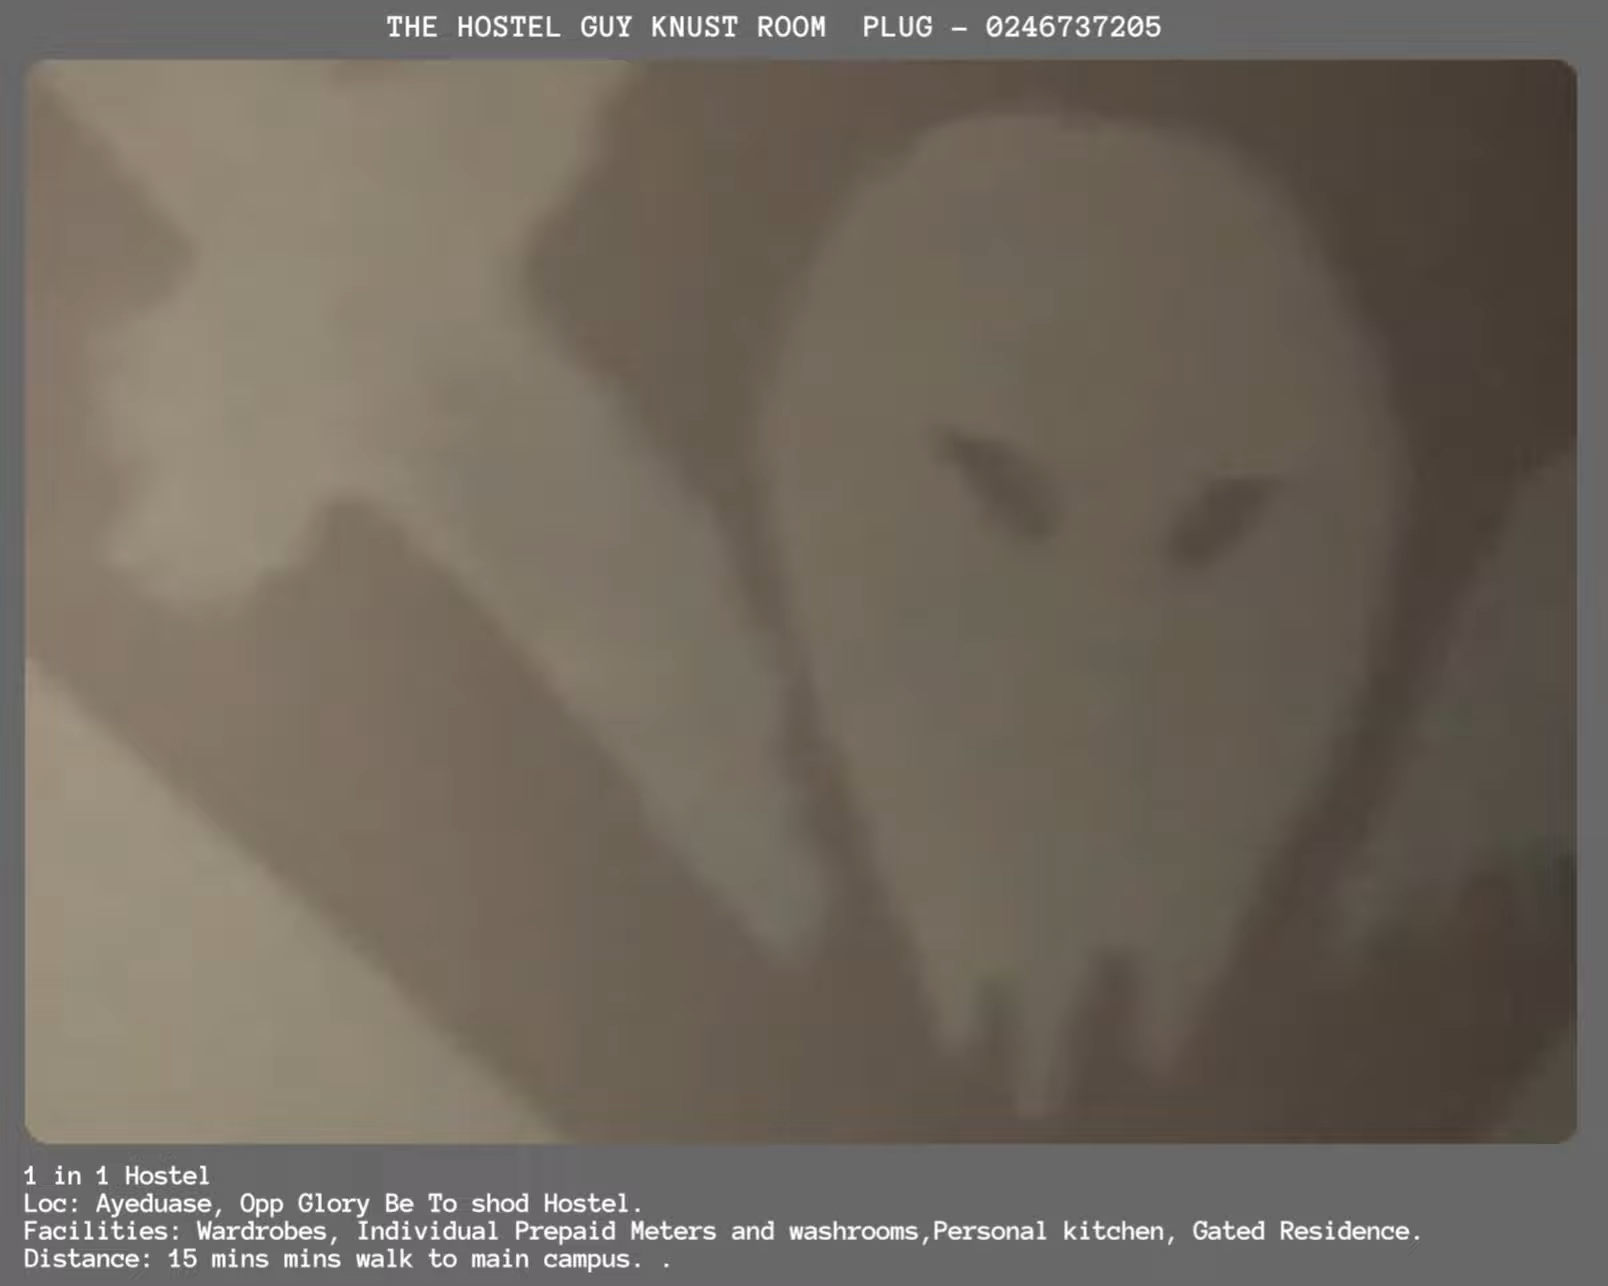 THE HOSTEL GUY KNUST ROOM PLUG – 0246737205
1 in 1 Hostel
Loc: Ayeduase, Opp Glory Be To shod Hostel.
Facilities: Wardrobes, Individual Prepaid Meters and washrooms,Personal kitchen, Gated Residence.
Distance: 15 mins mins walk to main campus. .